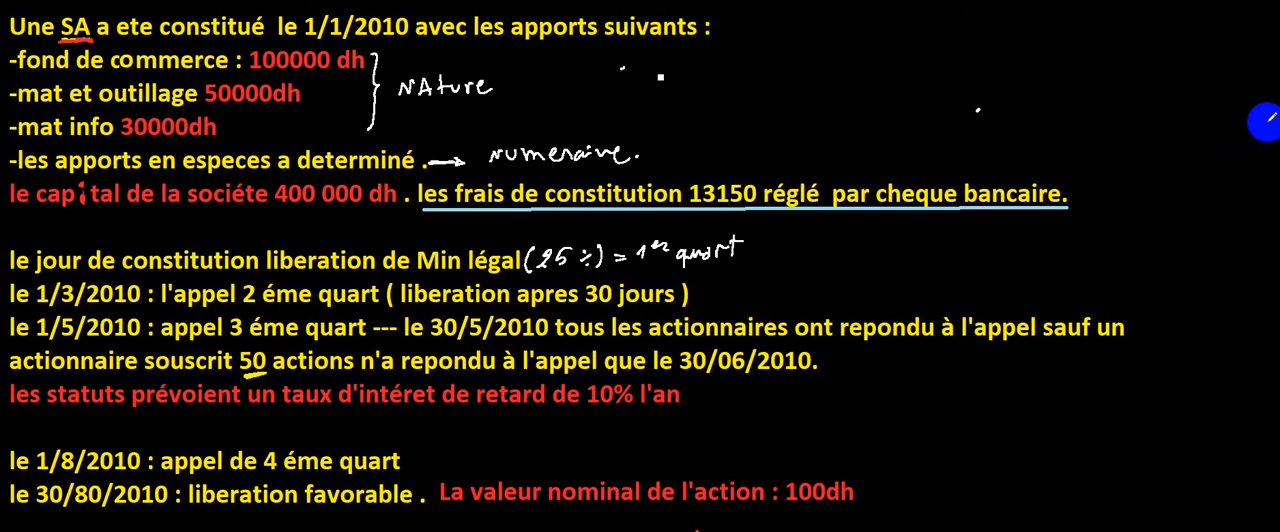 Une SA a ete constitué le 1/1/2010 avec les apports suivants :
-fond de commerce : 100000 dh
-mat et outillage 50000dh
NAture
-mat info 30000dh
-les apports en especes a determiné . → numeraire.
le capital de la sociéte 400 000 dh . les frais de constitution 13150 réglé par cheque bancaire.
le jour de constitution liberation de Min légal (25 %) = 1er quart
le 1/3/2010 : l'appel 2 éme quart ( liberation apres 30 jours )
le 1/5/2010 : appel 3 éme quart --- le 30/5/2010 tous les actionnaires ont repondu à l'appel sauf un
actionnaire souscrit 50 actions n'a repondu à l'appel que le 30/06/2010.
les statuts prévoient un taux d'intéret de retard de 10% l'an
le 1/8/2010 : appel de 4 éme quart
le 30/80/2010 : liberation favorable . La valeur nominal de l'action : 100dh